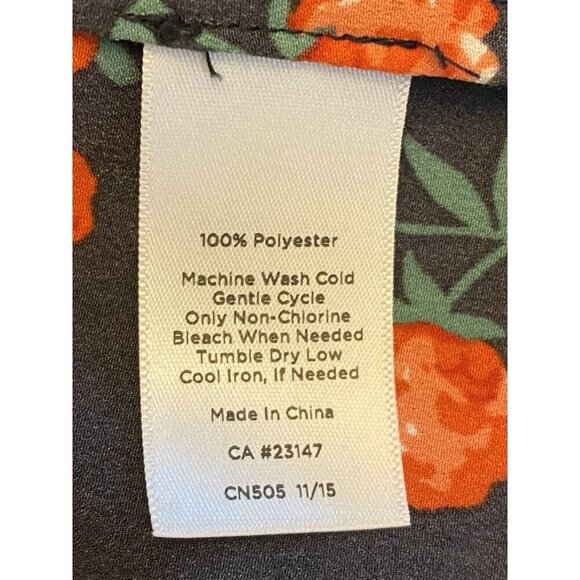 100% Polyester
Machine Wash Cold
Gentle Cycle
Only Non-Chlorine
Bleach When Needed
Tumble Dry Low
Cool Iron, If Needed
Made In China
CA #23147
CN505 11/15